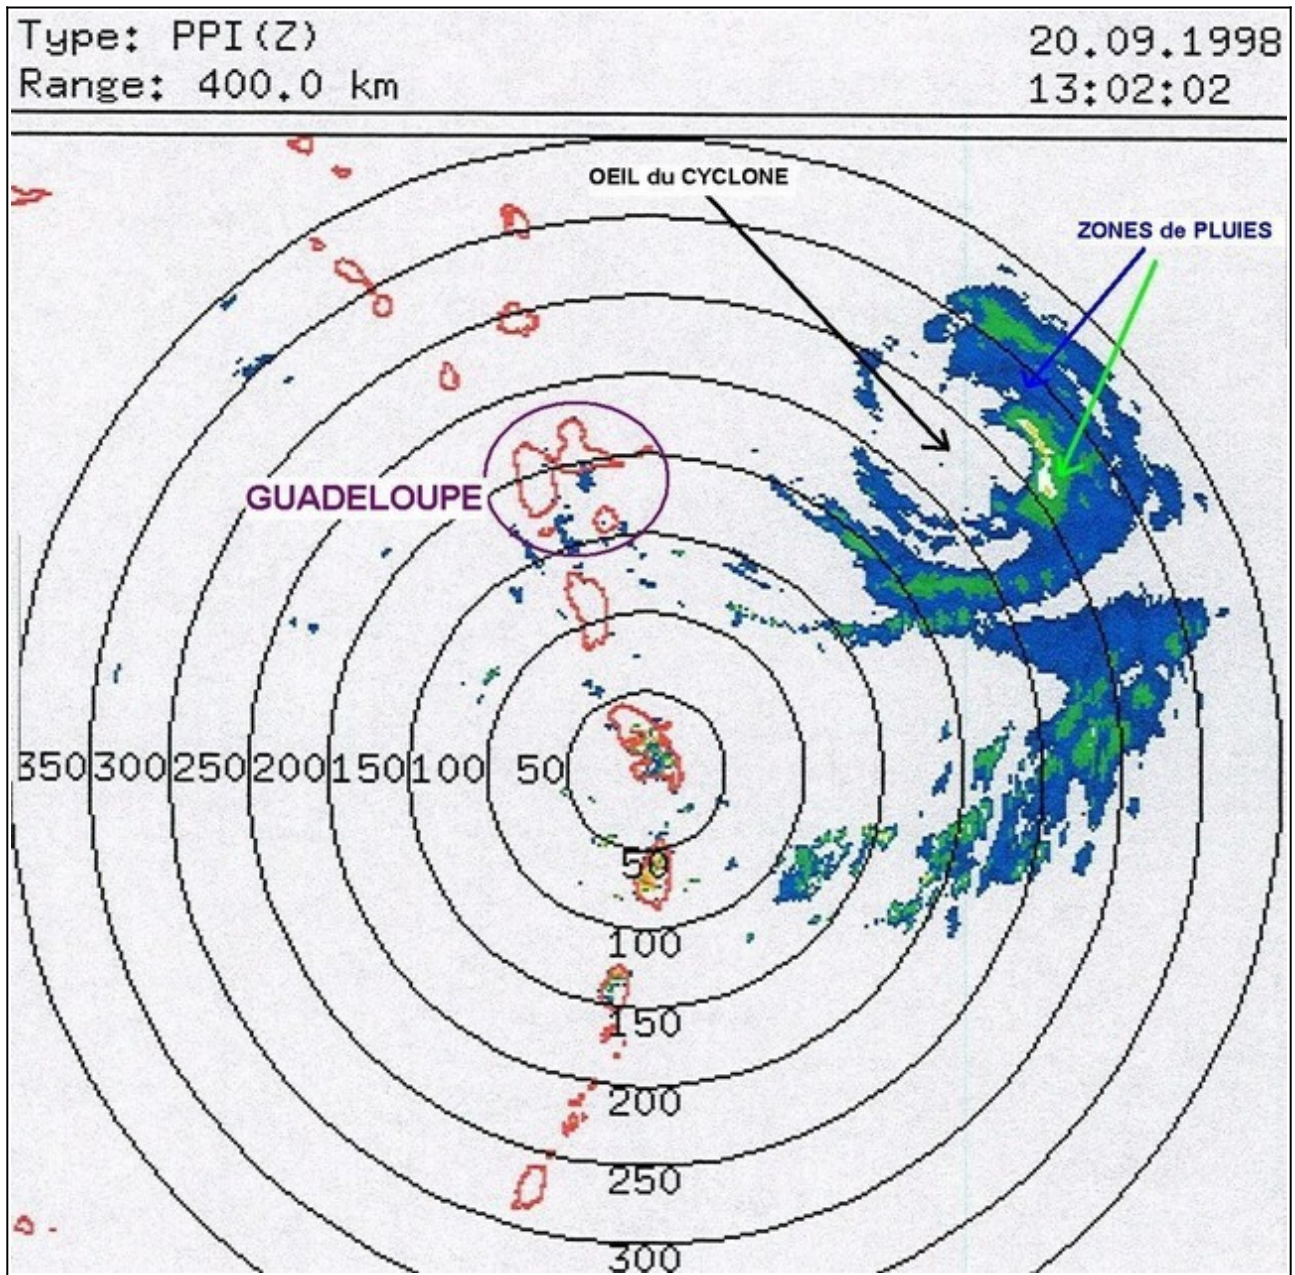 Type: PPI(Z)
20.09.1998
Range: 400.0 km
13:02:02
OEIL du CYCLONE
ZONES de PLUIES
GUADELOUPE
350 300 250 200 150 100 50
50
100
150
200
250
300